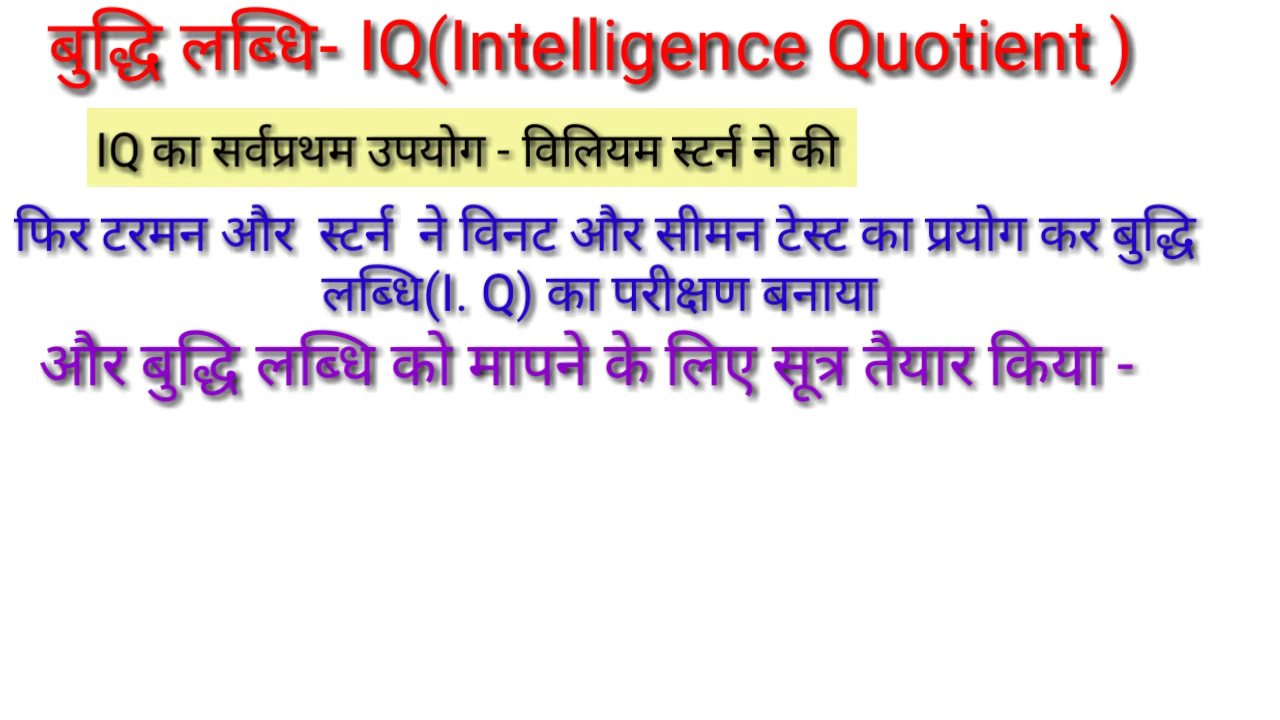 बुद्धि लब्धि- IQ(Intelligence Quotient )
IQ का सर्वप्रथम उपयोग - विलियम स्टर्न ने की
फिर टरमन और स्टर्न ने विनट और सीमन टेस्ट का प्रयोग कर बुद्धि
लब्धि(I. Q) का परीक्षण बनाया
और बुद्धि लब्धि को मापने के लिए सूत्र तैयार किया -